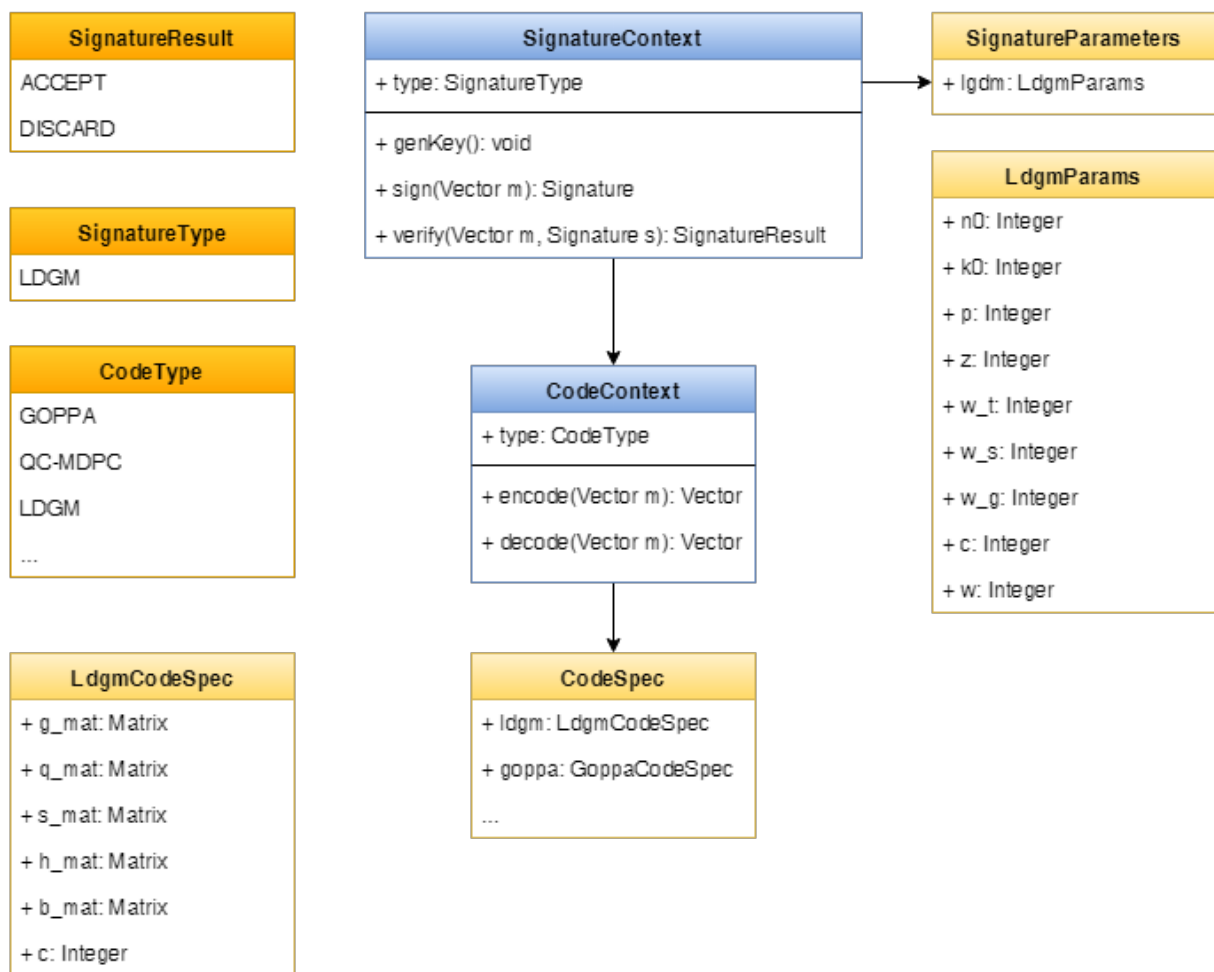 SignatureResult
ACCEPT
DISCARD
SignatureType
LDGM
CodeType
GOPPA
QC-MDPC
LDGM
...
LdgmCodeSpec
+ g_mat: Matrix
+ q_mat: Matrix
+ s_mat: Matrix
+ h_mat: Matrix
+ b_mat: Matrix
+ c: Integer
SignatureContext
+ type: SignatureType
+ genKey(): void
+ sign(Vector m): Signature
+ verify(Vector m, Signature s): SignatureResult
CodeContext
+ type: CodeType
+ encode(Vector m): Vector
+ decode(Vector m): Vector
CodeSpec
+ ldgm: LdgmCodeSpec
+ goppa: GoppaCodeSpec
...
SignatureParameters
+ lgdm: LdgmParams
LdgmParams
+ n0: Integer
+ k0: Integer
+ p: Integer
+ z: Integer
+ w_t: Integer
+ w_s: Integer
+ w_g: Integer
+ c: Integer
+ w: Integer